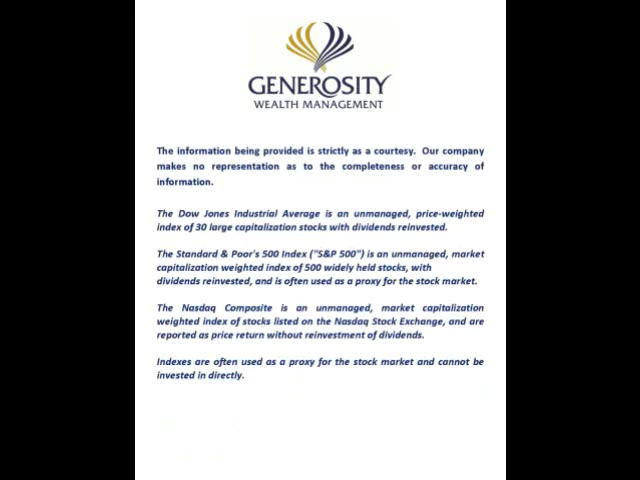 GENEROSITY
WEALTH MANAGEMENT
The information being provided is strictly as a courtesy. Our company
makes no representation as to the completeness or accuracy of
information.
The Dow Jones Industrial Average is an unmanaged, price-weighted
index of 30 large capitalization stocks with dividends reinvested.
The Standard & Poor's 500 Index ("S&P 500") is an unmanaged, market
capitalization weighted index of 500 widely held stocks, with
dividends reinvested, and is often used as a proxy for the stock market.
The Nasdaq Composite is an unmanaged, market capitalization
weighted index of stocks listed on the Nasdaq Stock Exchange, and are
reported as price return without reinvestment of dividends.
Indexes are often used as a proxy for the stock market and cannot be
invested in directly.